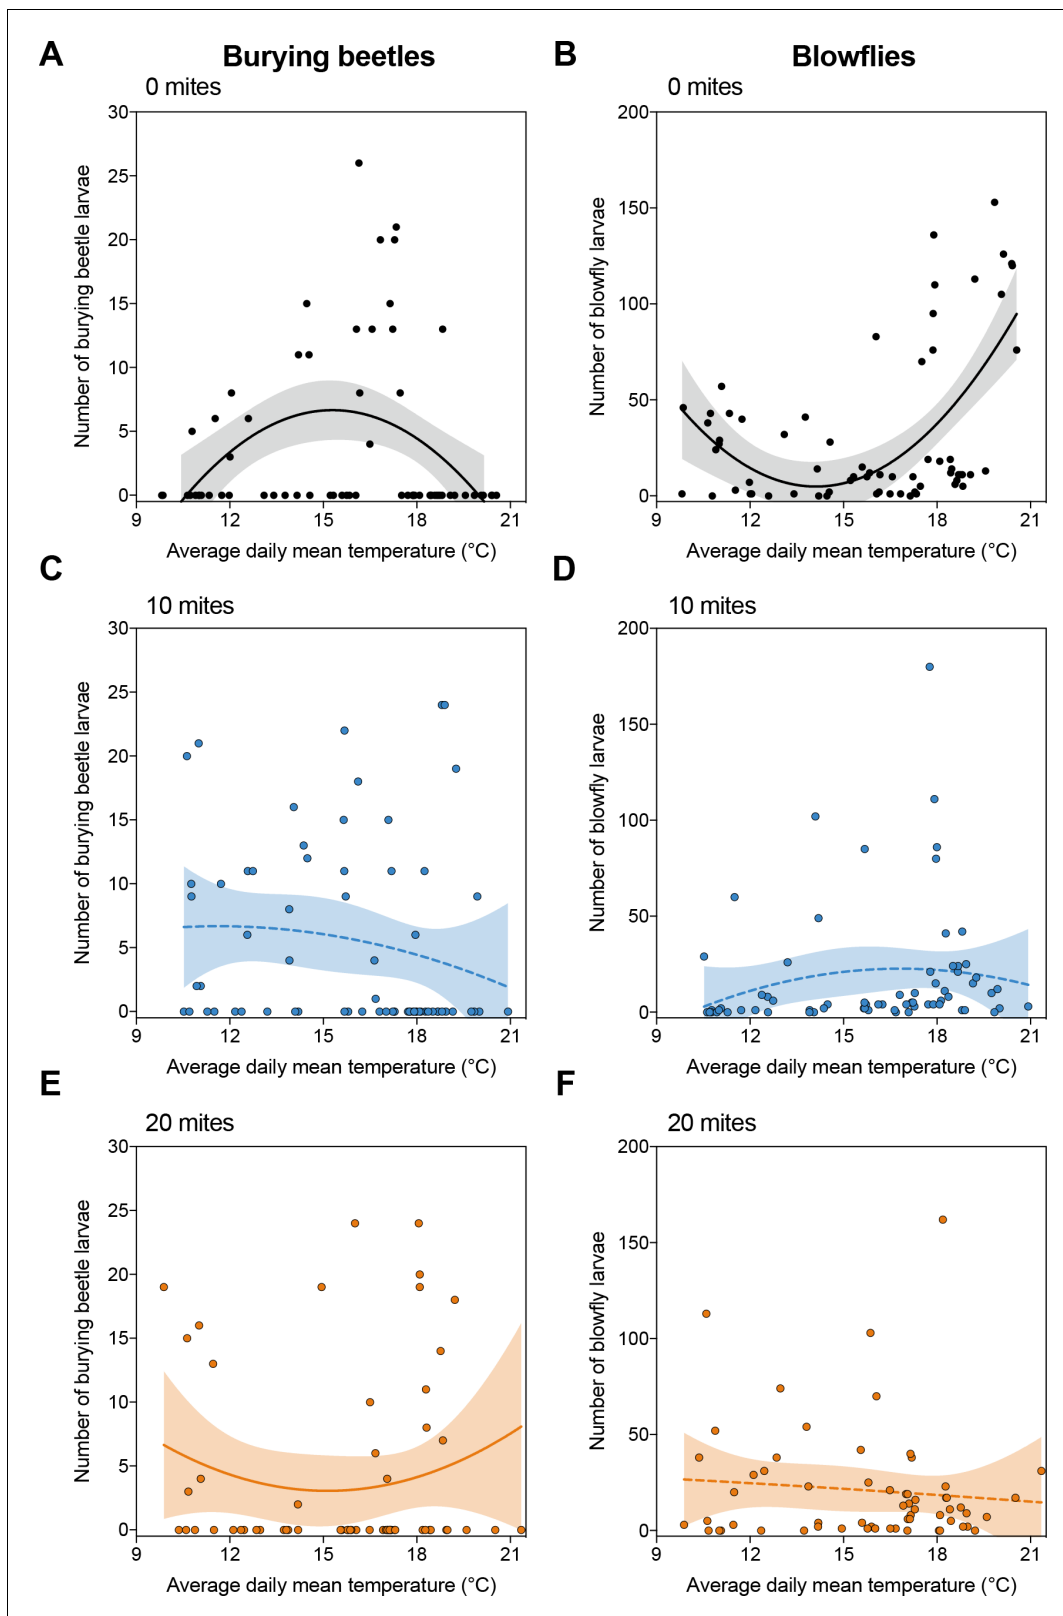 A
Burying beetles
0 mites
Number of burying beetle larvae
30
25
20
15
10
5
0
9
12
15
18
21
Average daily mean temperature (°C)
B
Blowflies
0 mites
Number of blowfly larvae
200
150
100
50
0
9
12
15
18
21
Average daily mean temperature (°C)
C
10 mites
Number of burying beetle larvae
30
25
20
15
10
5
0
9
12
15
18
21
Average daily mean temperature (°C)
D
10 mites
Number of blowfly larvae
200
150
100
50
0
9
12
15
18
21
Average daily mean temperature (°C)
E
20 mites
Number of burying beetle larvae
30
25
20
15
10
5
0
9
12
15
18
21
Average daily mean temperature (°C)
F
20 mites
Number of blowfly larvae
200
150
100
50
0
9
12
15
18
21
Average daily mean temperature (°C)